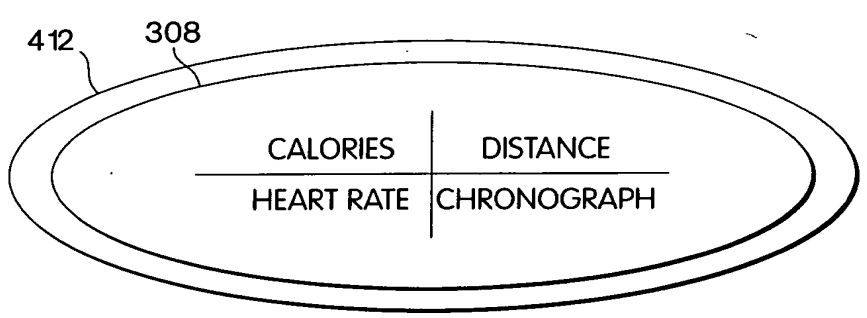 412
308
CALORIES DISTANCE
HEART RATE CHRONOGRAPH